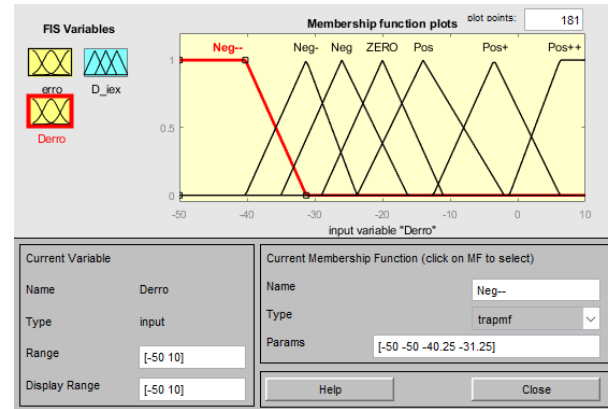 FIS Variables
Membership function plots
plot points:
181
Neg--
Neg-
Neg
ZERO
Pos
Pos+
Pos++
erro
D_iex
Derro
1
0.5
0
-50
-40
-30
-20
-10
0
10
input variable "Derro"
Current Variable
Name
Derro
Type
input
Range
[-50 10]
Display Range
[-50 10]
Current Membership Function (click on MF to select)
Name
Neg--
Type
trapmf
Params
[-50 -50 -40.25 -31.25]
Help
Close